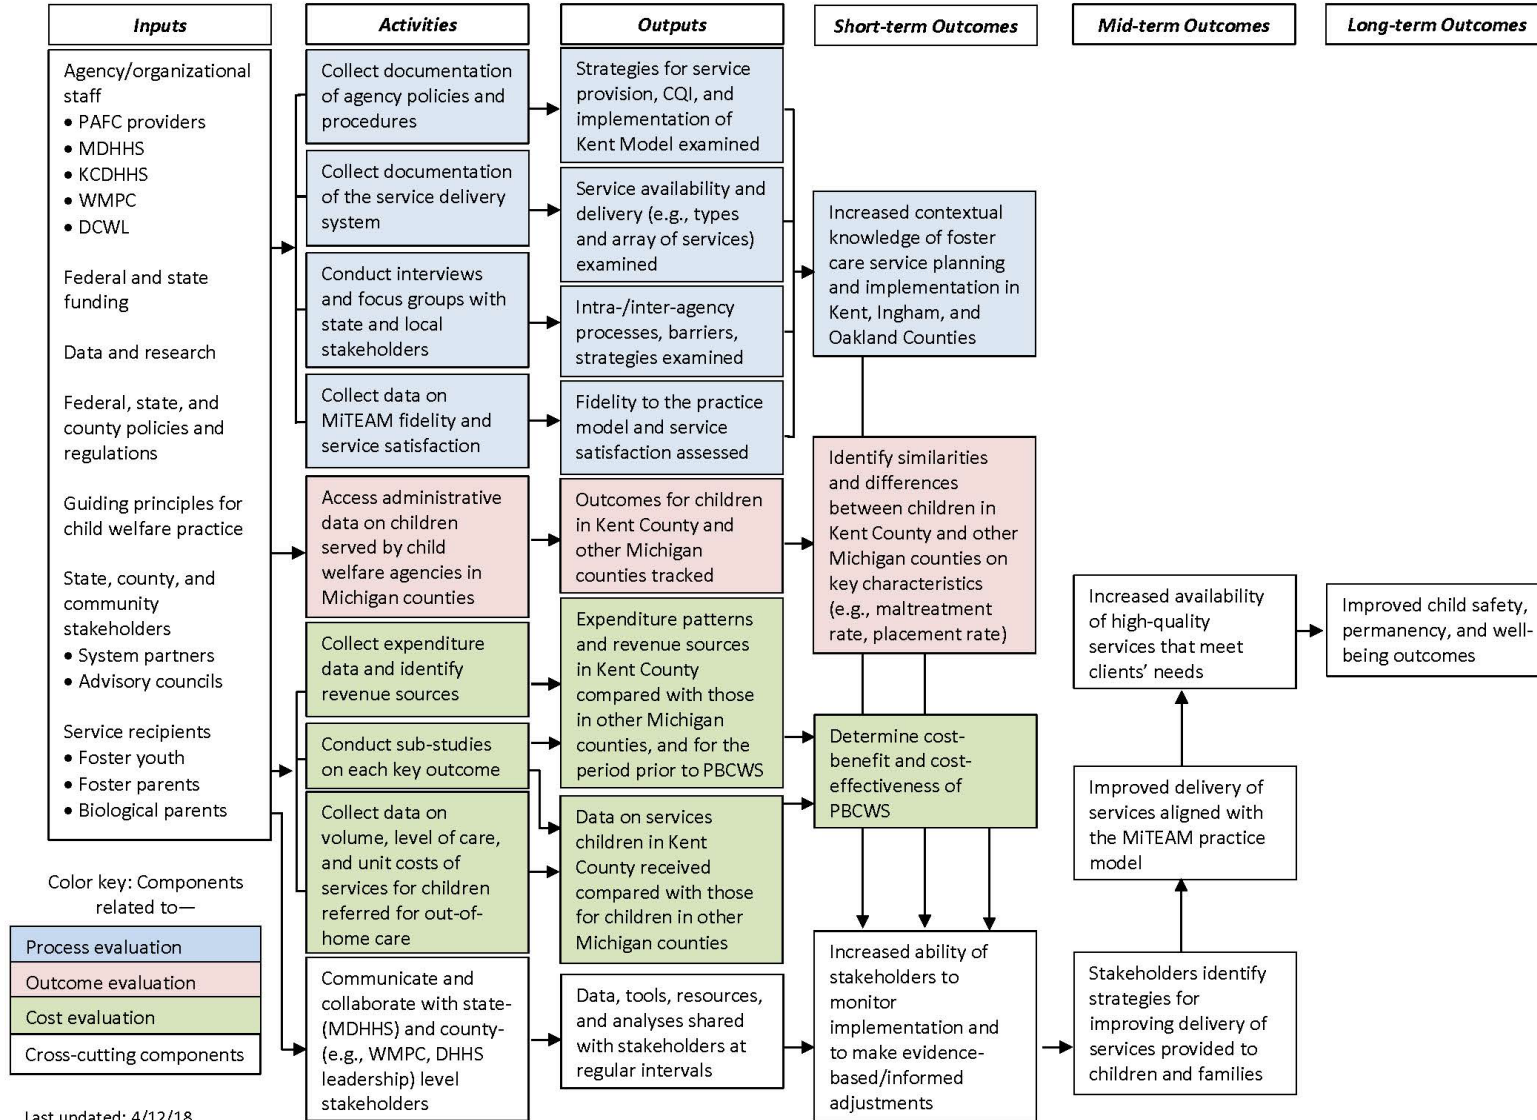 Inputs
Activities
Outputs
Short-term Outcomes
Mid-term Outcomes
Long-term Outcomes
Agency/organizational
staff
• PAFC providers
• MDHHS
• KCDHHS
• WMPC
• DCWL
Federal and state
funding
Data and research
Federal, state, and
county policies and
regulations
Guiding principles for
child welfare practice
State, county, and
community
stakeholders
• System partners
• Advisory councils
Service recipients
• Foster youth
• Foster parents
• Biological parents
Collect documentation
of agency policies and
procedures
Collect documentation
of the service delivery
system
Conduct interviews
and focus groups with
state and local
stakeholders
Collect data on
MiTEAM fidelity and
service satisfaction
Access administrative
data on children
served by child
welfare agencies in
Michigan counties
Collect expenditure
data and identify
revenue sources
Conduct sub-studies
on each key outcome
Collect data on
volume, level of care,
and unit costs of
services for children
referred for out-of-
home care
Communicate and
collaborate with state-
(MDHHS) and county-
(e.g., WMPC, DHHS
leadership) level
stakeholders
Strategies for service
provision, CQI, and
implementation of
Kent Model examined
Service availability and
delivery (e.g., types
and array of services)
examined
Intra-/inter-agency
processes, barriers,
strategies examined
Fidelity to the practice
model and service
satisfaction assessed
Outcomes for children
in Kent County and
other Michigan
counties tracked
Expenditure patterns
and revenue sources
in Kent County
compared with those
in other Michigan
counties, and for the
period prior to PBCWS
Data on services
children in Kent
County received
compared with those
for children in other
Michigan counties
Data, tools, resources,
and analyses shared
with stakeholders at
regular intervals
Increased contextual
knowledge of foster
care service planning
and implementation in
Kent, Ingham, and
Oakland Counties
Identify similarities
and differences
between children in
Kent County and other
Michigan counties on
key characteristics
(e.g., maltreatment
rate, placement rate)
Determine cost-
benefit and cost-
effectiveness of
PBCWS
Increased ability of
stakeholders to
monitor
implementation and
to make evidence-
based/informed
adjustments
Increased availability
of high-quality
services that meet
clients' needs
Improved delivery of
services aligned with
the MiTEAM practice
model
Stakeholders identify
strategies for
improving delivery of
services provided to
children and families
Improved child safety,
permanency, and well-
being outcomes
Color key: Components
related to—
Process evaluation
Outcome evaluation
Cost evaluation
Cross-cutting components
Last updated: 4/12/18